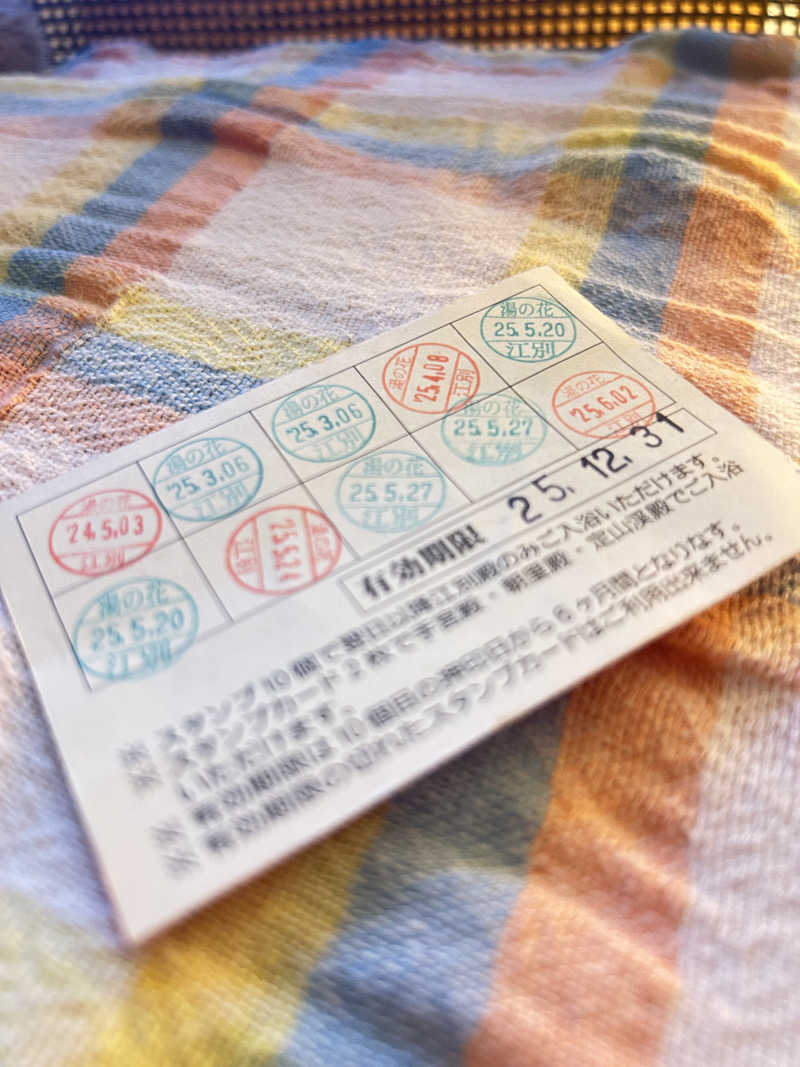 湯の花
'24.5.03
江別
湯の花
'25.3.06
江別
湯の花
'25.3.06
江別
湯の花
'25.4.08
江別
湯の花
25.5.20
江別
湯の花
25.5.20
江別
湯の花
江別
湯の花
25.5.27
江別
湯の花
25.5.27
江別
湯の花
'25.6.02
江別
有効期限 25.12.31
※ スタンプ10個で翌日以降江別殿のみご入浴いただけます。
※ スタンプカード2枚で手宮殿・朝里殿・定山渓殿でご入浴
いただけます。
※ 有効期限は10個目の押印日から6ヶ月間となります。
※ 有効期限の切れたスタンプカードはご利用出来ません。